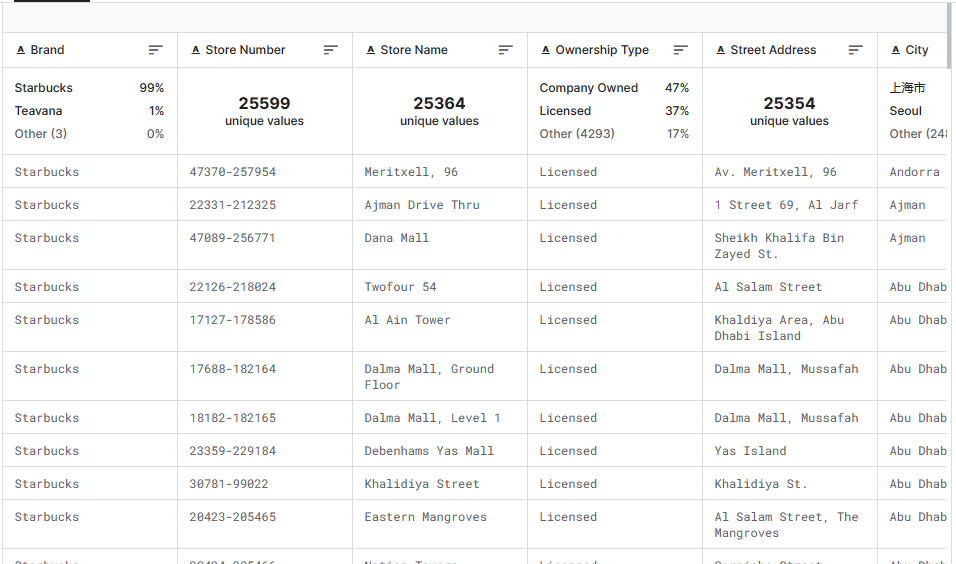 Brand Store Number Store Name Ownership Type Street Address City
Starbucks 99% 25599 25364 Company Owned 47% 25354 上海市
Teavana 1% unique values unique values Licensed 37% unique values Seoul
Other (3) 0% Other (4293) 17% Other (248
Starbucks 47370-257954 Meritxell, 96 Licensed Av. Meritxell, 96 Andorra
Starbucks 22331-212325 Ajman Drive Thru Licensed 1 Street 69, Al Jarf Ajman
Starbucks 47089-256771 Dana Mall Licensed Sheikh Khalifa Bin Ajman
Zayed St.
Starbucks 22126-218024 Twofour 54 Licensed Al Salam Street Abu Dhab
Starbucks 17127-178586 Al Ain Tower Licensed Khaldiya Area, Abu Abu Dhab
Dhabi Island
Starbucks 17688-182164 Dalma Mall, Ground Licensed Dalma Mall, Mussafah Abu Dhab
Floor
Starbucks 18182-182165 Dalma Mall, Level 1 Licensed Dalma Mall, Mussafah Abu Dhab
Starbucks 23359-229184 Debenhams Yas Mall Licensed Yas Island Abu Dhab
Starbucks 30781-99022 Khalidiya Street Licensed Khalidiya St. Abu Dhab
Starbucks 20423-205465 Eastern Mangroves Licensed Al Salam Street, The Abu Dhab
Mangroves